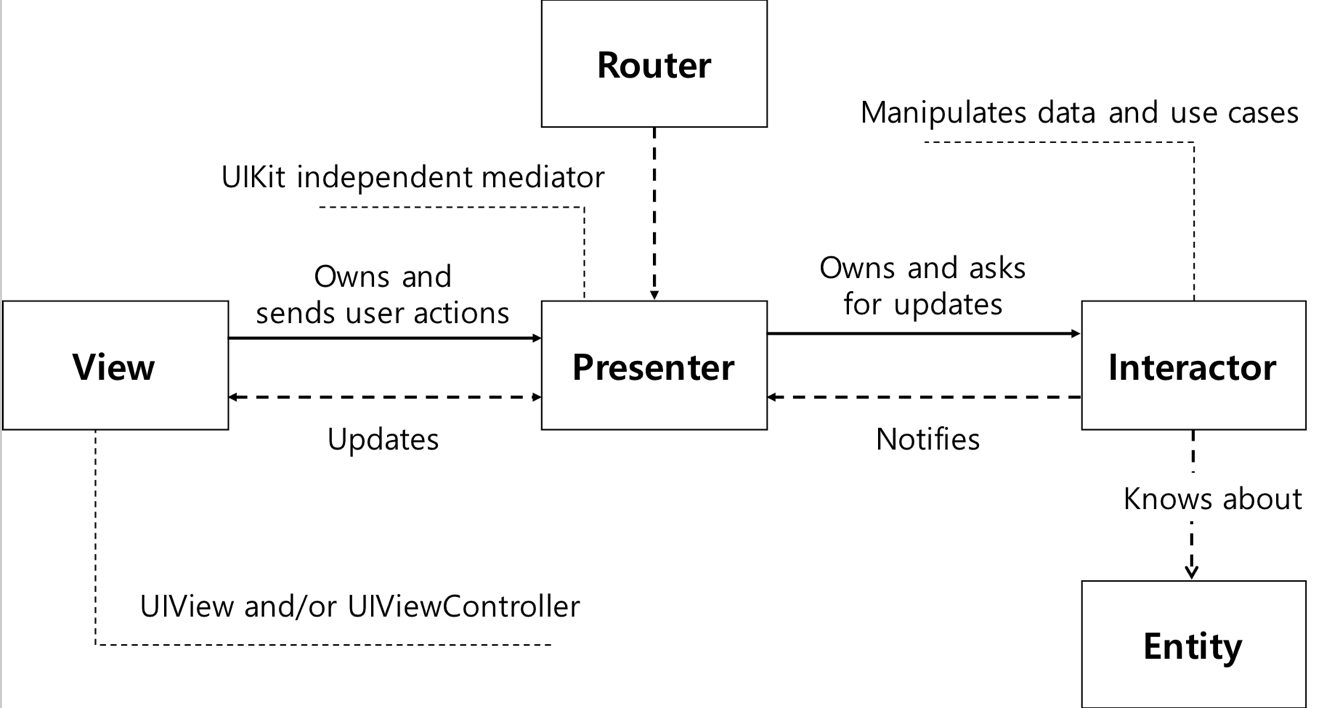 Router
Manipulates data and use cases
UIKit independent mediator
Owns and
sends user actions
Owns and asks
for updates
View
Presenter
Interactor
Updates
Notifies
Knows about
UIView and/or UIViewController
Entity